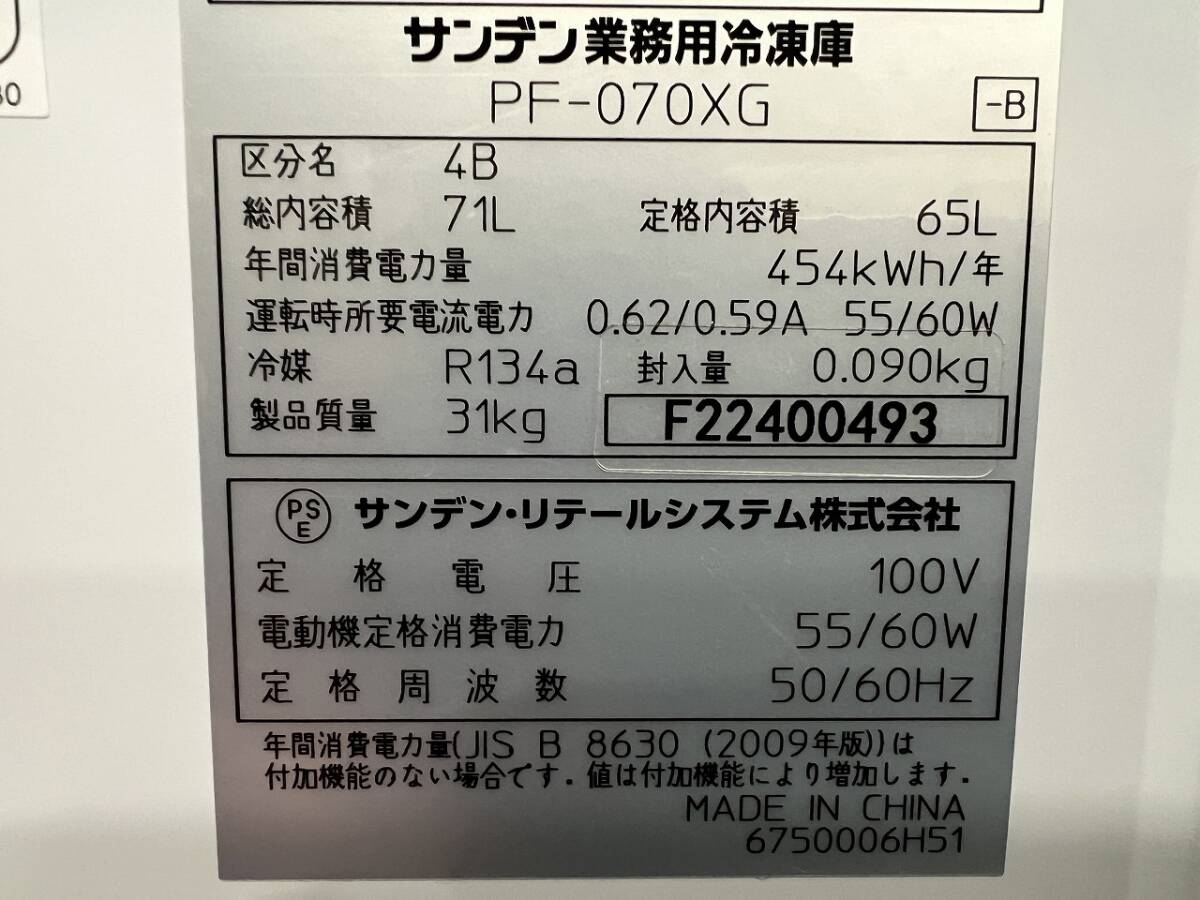 サンデン業務用冷凍庫
PF-070XG
-B
区分名 4B
総内容積 71L 定格内容積 65L
年間消費電力量 454kWh/年
運転時所要電流電力 0.62/0.59A 55/60W
冷媒 R134a 封入量 0.090kg
製品質量 31kg F22400493
PSE サンデン・リテールシステム株式会社
定格電圧 100V
電動機定格消費電力 55/60W
定格周波数 50/60Hz
年間消費電力量(JIS B 8630 (2009年版))は
付加機能のない場合です.値は付加機能により増加します.
MADE IN CHINA
6750006H51